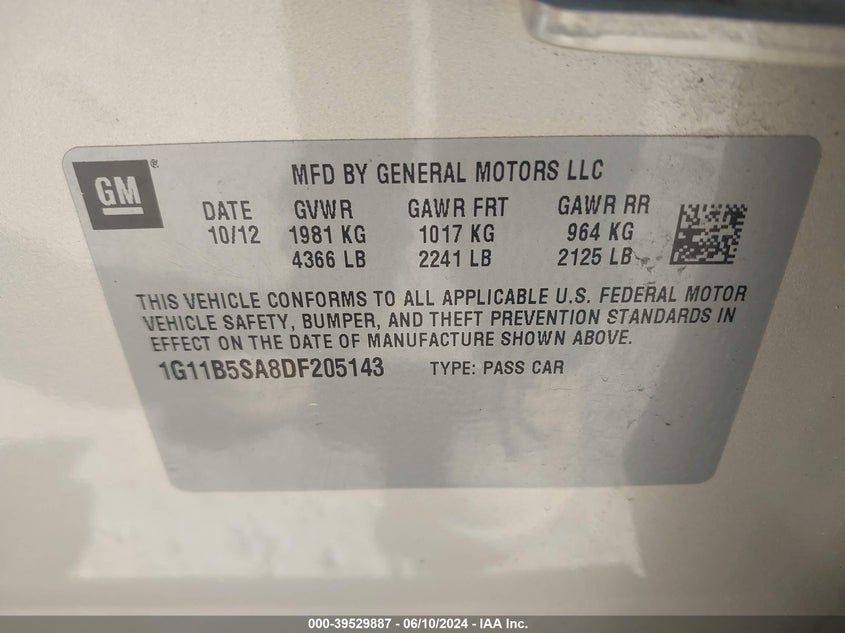 GM®
MFD BY GENERAL MOTORS LLC
DATE GVWR GAWR FRT GAWR RR
10/12 1981 KG 1017 KG 964 KG
4366 LB 2241 LB 2125 LB
THIS VEHICLE CONFORMS TO ALL APPLICABLE U.S. FEDERAL MOTOR
VEHICLE SAFETY, BUMPER, AND THEFT PREVENTION STANDARDS IN
EFFECT ON THE DATE OF MANUFACTURE SHOWN ABOVE.
1G11B5SA8DF205143 TYPE: PASS CAR
000-39529887 - 06/10/2024 - IAA Inc.